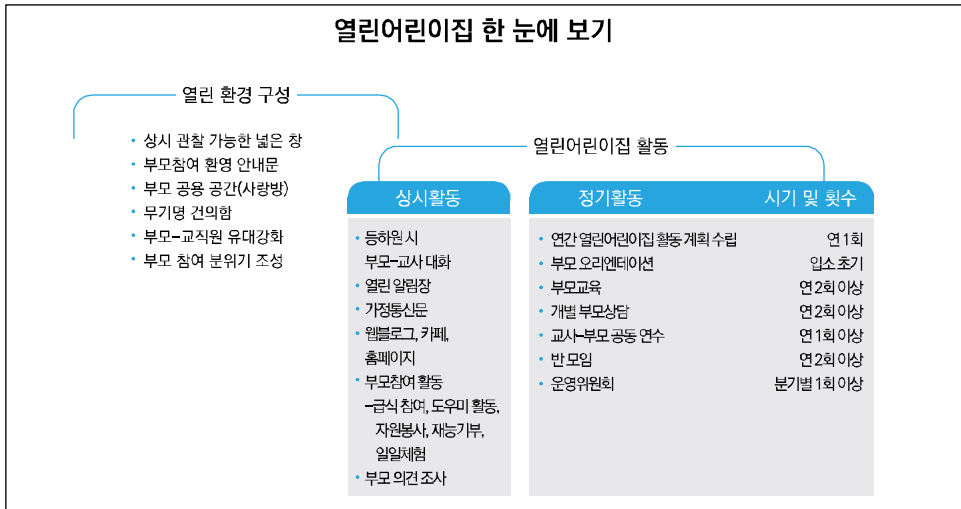 열린어린이집 한 눈에 보기
열린 환경 구성
• 상시 관찰 가능한 넓은 창
• 부모참여 환영 안내문
• 부모 공용 공간(사랑방)
• 무기명 건의함
• 부모-교직원 유대강화
• 부모 참여 분위기 조성
열린어린이집 활동
상시활동
• 등하원 시
부모-교사 대화
• 열린 알림장
• 가정통신문
• 웹블로그, 카페,
홈페이지
• 부모참여 활동
-급식 참여, 도우미 활동,
자원봉사, 재능기부,
일일체험
• 부모 의견 조사
정기활동 시기 및 횟수
• 연간 열린어린이집 활동 계획 수립 연 1회
• 부모 오리엔테이션 입소 초기
• 부모교육 연 2회 이상
• 개별 부모상담 연 2회 이상
• 교사-부모 공동 연수 연 1회 이상
• 반 모임 연 2회 이상
• 운영위원회 분기별 1회 이상